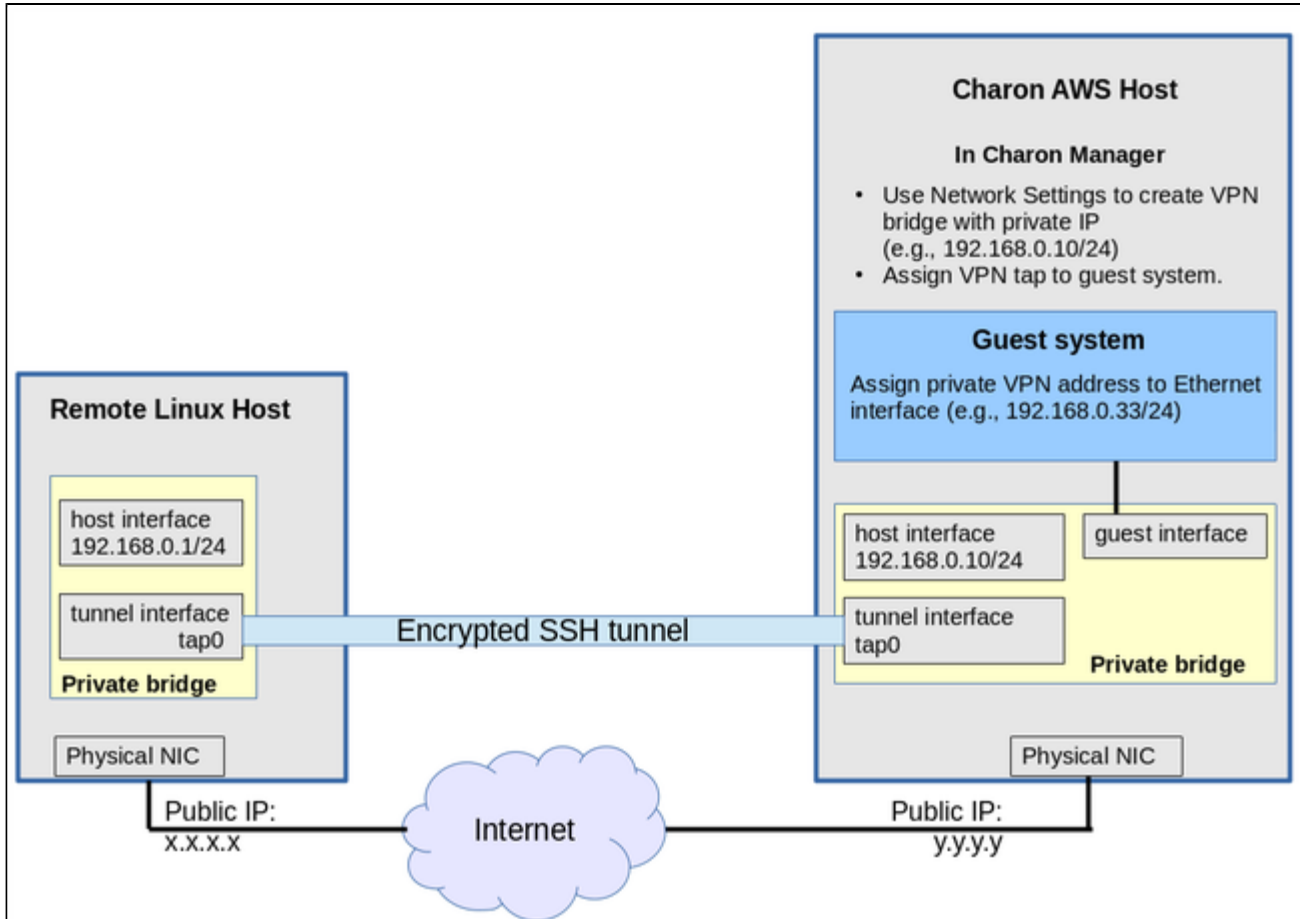 Charon AWS Host
In Charon Manager
• Use Network Settings to create VPN
bridge with private IP
(e.g., 192.168.0.10/24)
• Assign VPN tap to guest system.
Guest system
Assign private VPN address to Ethernet
interface (e.g., 192.168.0.33/24)
Remote Linux Host
host interface
192.168.0.1/24
tunnel interface
tap0
Private bridge
Encrypted SSH tunnel
host interface
192.168.0.10/24
guest interface
tunnel interface
tap0
Private bridge
Physical NIC
Physical NIC
Public IP:
x.x.x.x
Internet
Public IP:
y.y.y.y